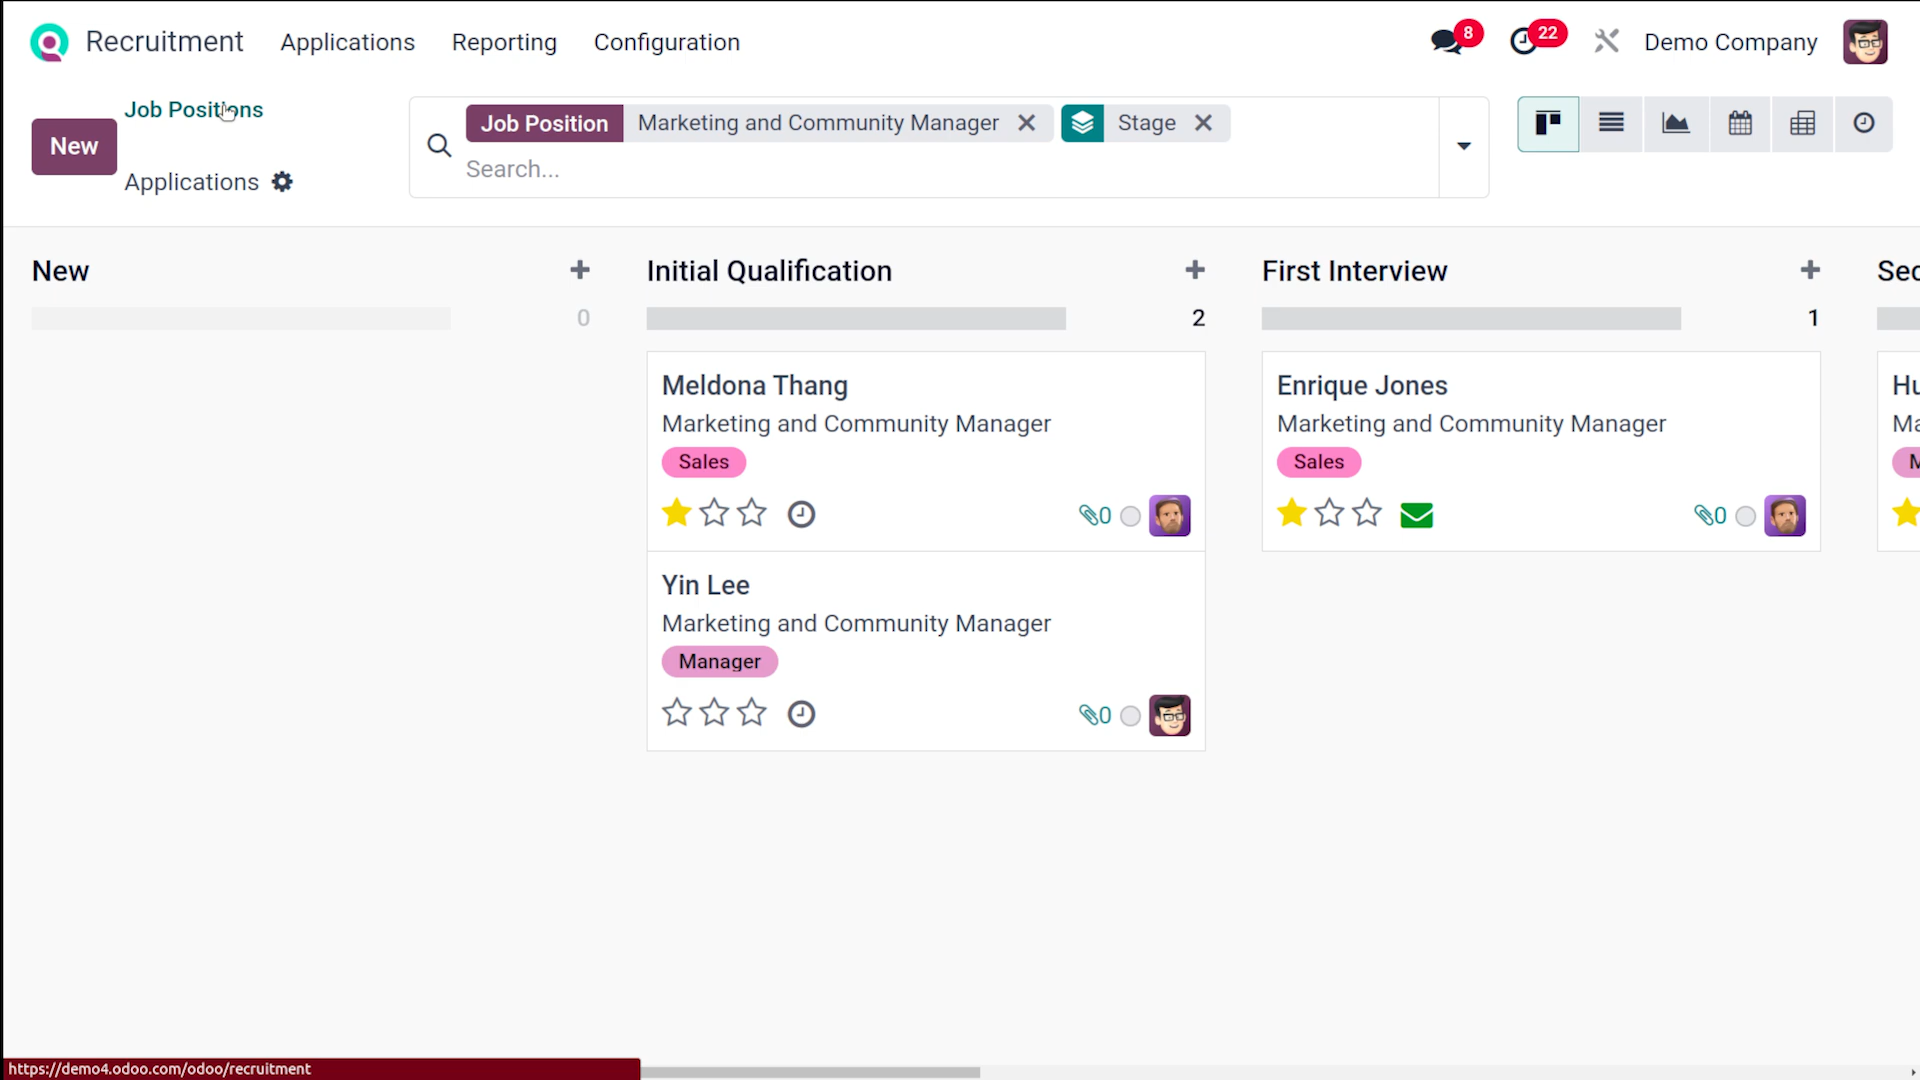 Recruitment Applications Reporting Configuration 8 22 Demo Company
New
Job Positions
Applications
Job Position Marketing and Community Manager Stage
Search...
New
0
Initial Qualification
2
Meldona Thang
Marketing and Community Manager
Sales
0
Yin Lee
Marketing and Community Manager
Manager
0
First Interview
1
Enrique Jones
Marketing and Community Manager
Sales
0
Sec
Hu
Ma
M
https://demo4.odoo.com/odoo/recruitment